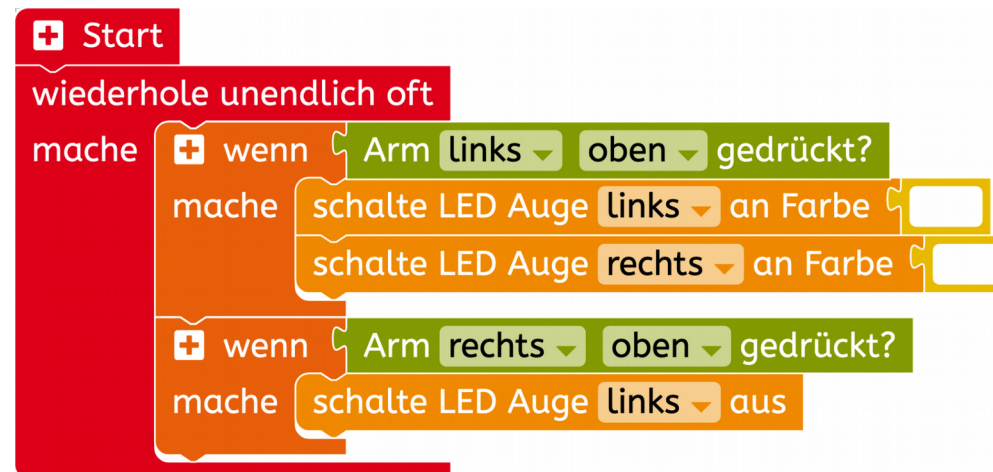 Start
wiederhole unendlich oft
mache wenn Arm links oben gedrückt?
mache schalte LED Auge links an Farbe
schalte LED Auge rechts an Farbe
wenn Arm rechts oben gedrückt?
mache schalte LED Auge links aus